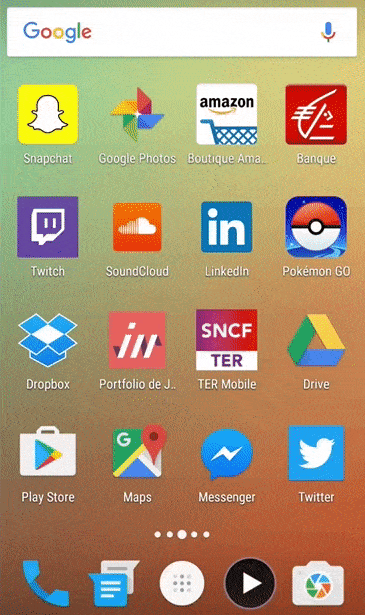 Google
amazon
Snapchat
Google Photos
Boutique Ama..
Banque
in
Twitch
SoundCloud
LinkedIn
Pokémon GO
SNCF
TER
Dropbox
Portfolio de J..
TER Mobile
Drive
G
Play Store
Maps
Messenger
Twitter